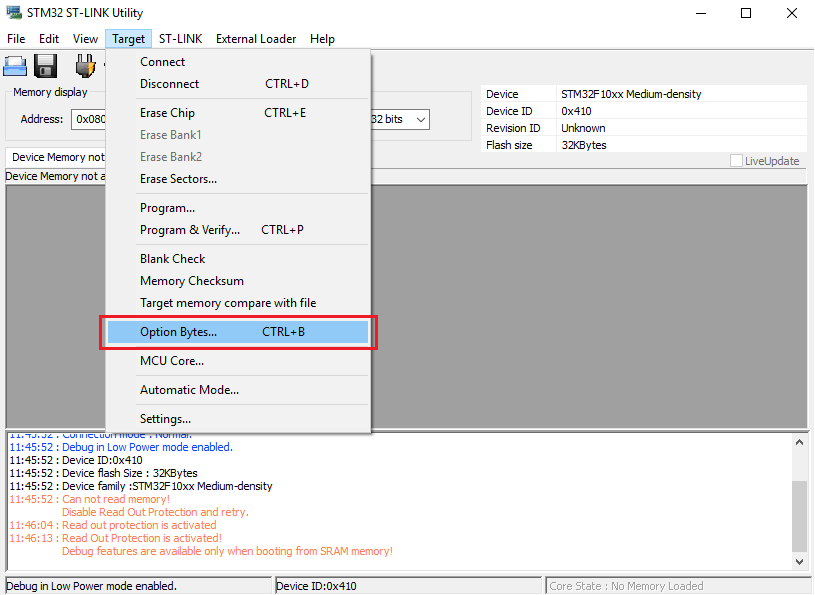 STM32 ST-LINK Utility
File Edit View Target ST-LINK External Loader Help
Connect
Disconnect CTRL+D
Erase Chip CTRL+E
Erase Bank1
Erase Bank2
Erase Sectors...
Program...
Program & Verify... CTRL+P
Blank Check
Memory Checksum
Target memory compare with file
Option Bytes... CTRL+B
MCU Core...
Automatic Mode...
Settings...
Memory display
Address: 0x080
32 bits
Device STM32F10xx Medium-density
Device ID 0x410
Revision ID Unknown
Flash size 32KBytes
LiveUpdate
Device Memory not
Device Memory not a
11:45:52 : Connection mode : Normal.
11:45:52 : Debug in Low Power mode enabled.
11:45:52 : Device ID:0x410
11:45:52 : Device flash Size : 32KBytes
11:45:52 : Device family :STM32F10xx Medium-density
11:45:52 : Can not read memory!
Disable Read Out Protection and retry.
11:46:04 : Read out protection is activated
11:46:13 : Read Out Protection is activated!
Debug features are available only when booting from SRAM memory!
Debug in Low Power mode enabled.
Device ID:0x410
Core State : No Memory Loaded